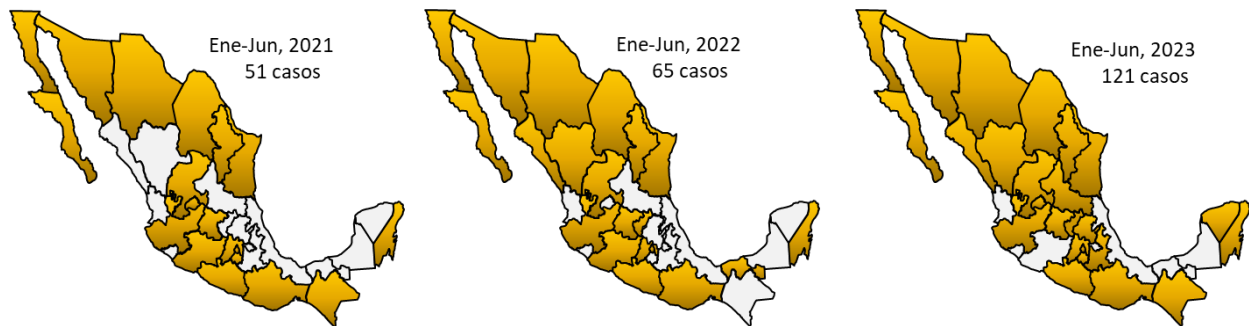 Ene-Jun, 2021
51 casos
Ene-Jun, 2022
65 casos
Ene-Jun, 2023
121 casos